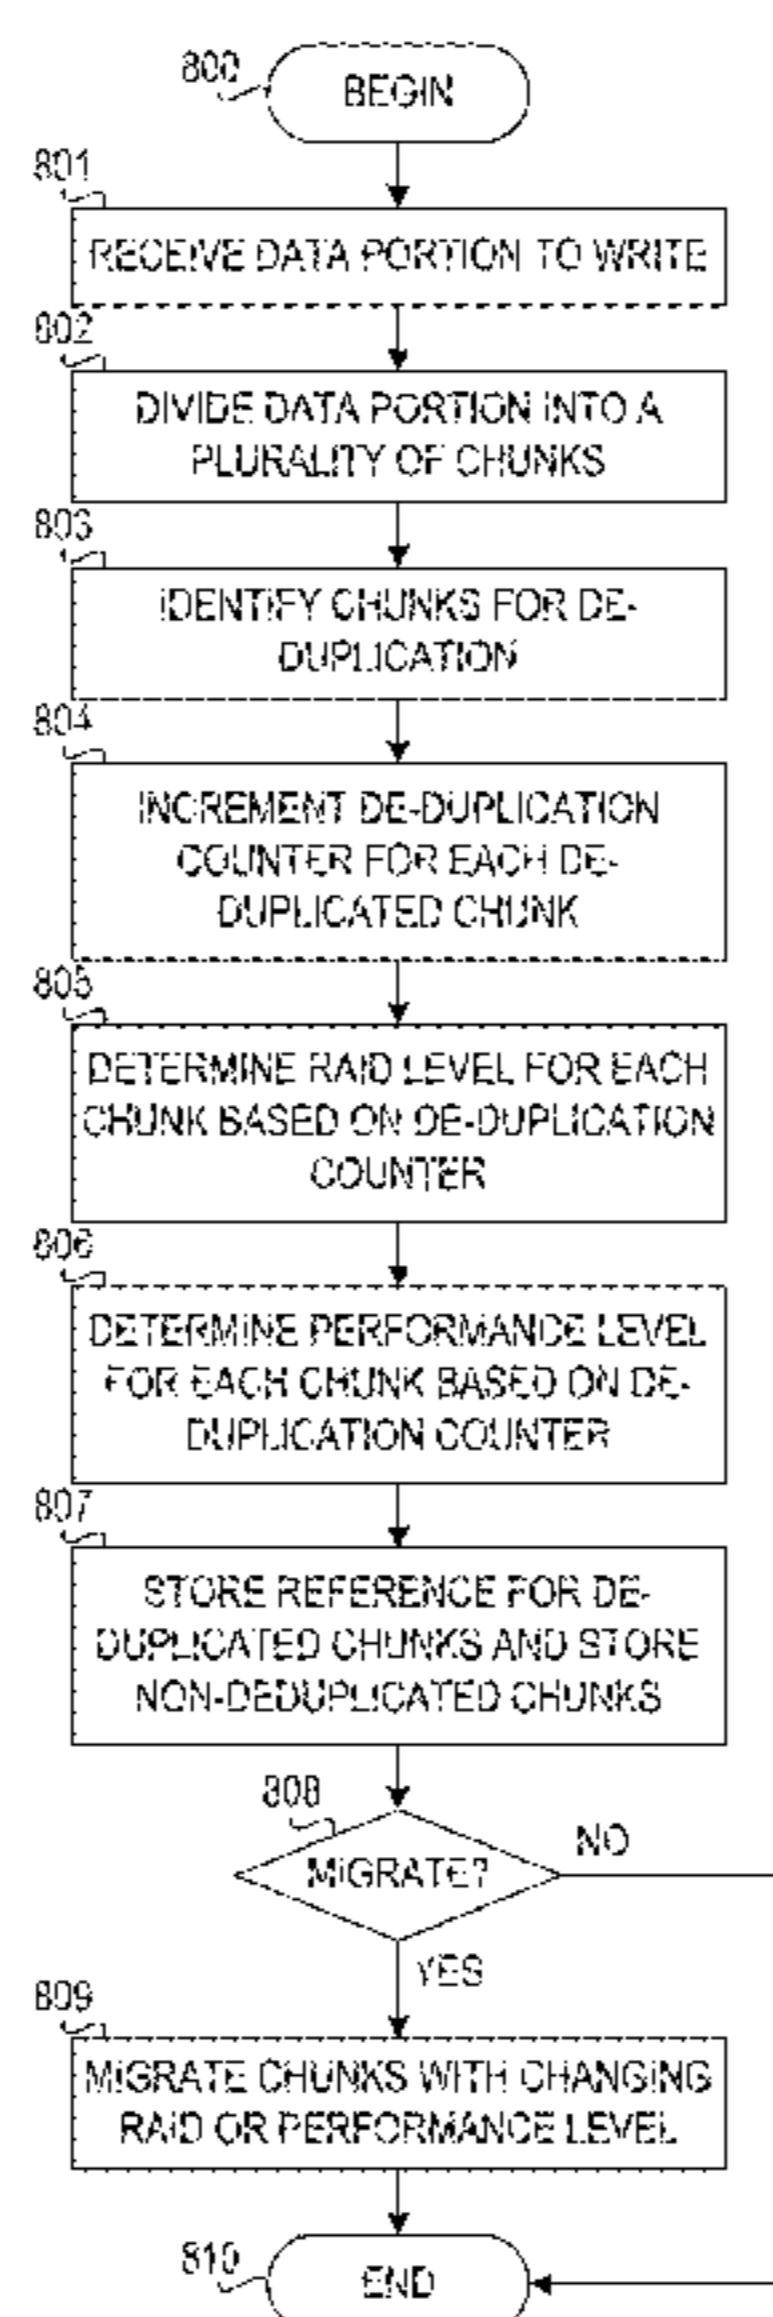 800
BEGIN
801
RECEIVE DATA PORTION TO WRITE
802
DIVIDE DATA PORTION INTO A
PLURALITY OF CHUNKS
803
IDENTIFY CHUNKS FOR DE-
DUPLICATION
804
INCREMENT DE-DUPLICATION
COUNTER FOR EACH DE-
DUPLICATED CHUNK
805
DETERMINE RAID LEVEL FOR EACH
CHUNK BASED ON DE-DUPLICATION
COUNTER
806
DETERMINE PERFORMANCE LEVEL
FOR EACH CHUNK BASED ON DE-
DUPLICATION COUNTER
807
STORE REFERENCE FOR DE-
DUPLICATED CHUNKS AND STORE
NON-DEDUPLICATED CHUNKS
808
MIGRATE?
NO
YES
809
MIGRATE CHUNKS WITH CHANGING
RAID OR PERFORMANCE LEVEL
810
END